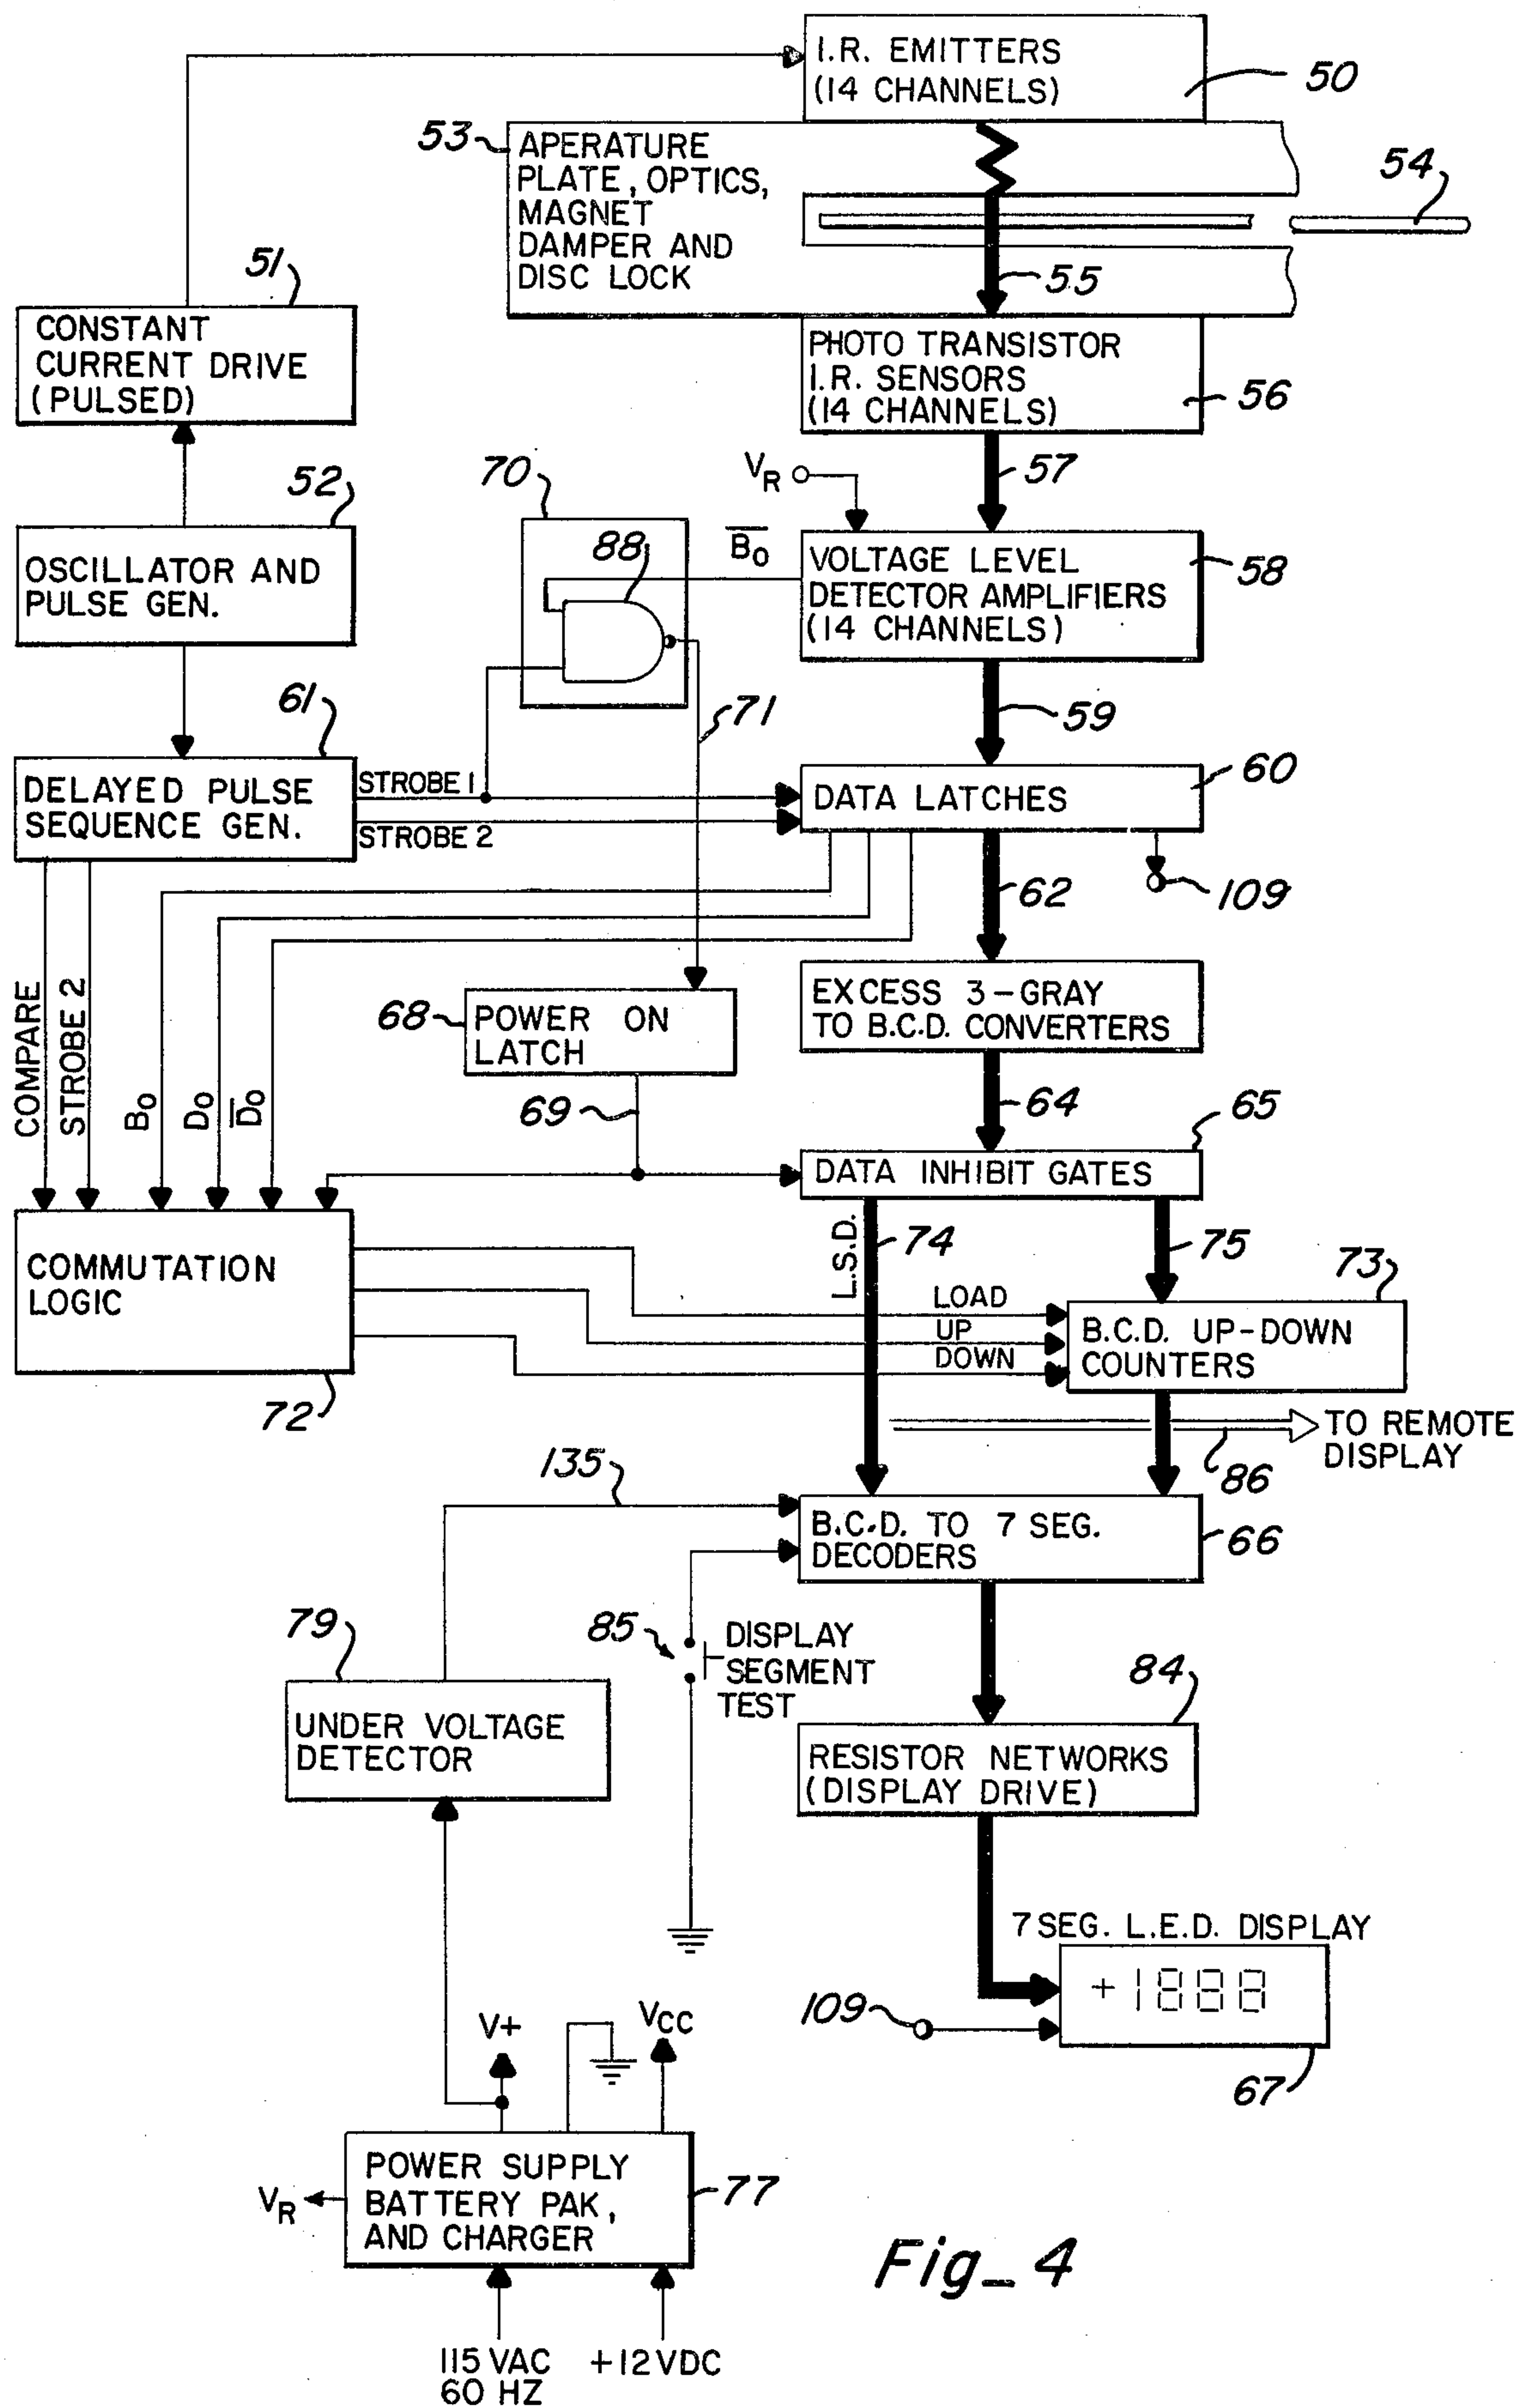 I.R. EMITTERS
(14 CHANNELS)
50
53
APERATURE
PLATE, OPTICS,
MAGNET
DAMPER AND
DISC LOCK
54
55
51
CONSTANT
CURRENT DRIVE
(PULSED)
PHOTO TRANSISTOR
I.R. SENSORS
(14 CHANNELS)
56
52
OSCILLATOR AND
PULSE GEN.
70
88
VR
57
B̅0
VOLTAGE LEVEL
DETECTOR AMPLIFIERS
(14 CHANNELS)
58
59
61
DELAYED PULSE
SEQUENCE GEN.
STROBE 1
STROBE 2
71
DATA LATCHES
60
62
109
COMPARE
STROBE 2
B0
D0
D̅0
68
POWER ON
LATCH
69
EXCESS 3-GRAY
TO B.C.D. CONVERTERS
64
65
DATA INHIBIT GATES
COMMUTATION
LOGIC
72
L.S.D.
74
75
73
LOAD
UP
DOWN
B.C.D. UP-DOWN
COUNTERS
TO REMOTE
DISPLAY
86
135
B.C.D. TO 7 SEG.
DECODERS
66
79
UNDER VOLTAGE
DETECTOR
85
DISPLAY
SEGMENT
TEST
84
RESISTOR NETWORKS
(DISPLAY DRIVE)
7 SEG. L.E.D. DISPLAY
+1888
109
67
V+
VCC
VR
POWER SUPPLY
BATTERY PAK,
AND CHARGER
77
115 VAC
60 HZ
+12 VDC
Fig_4